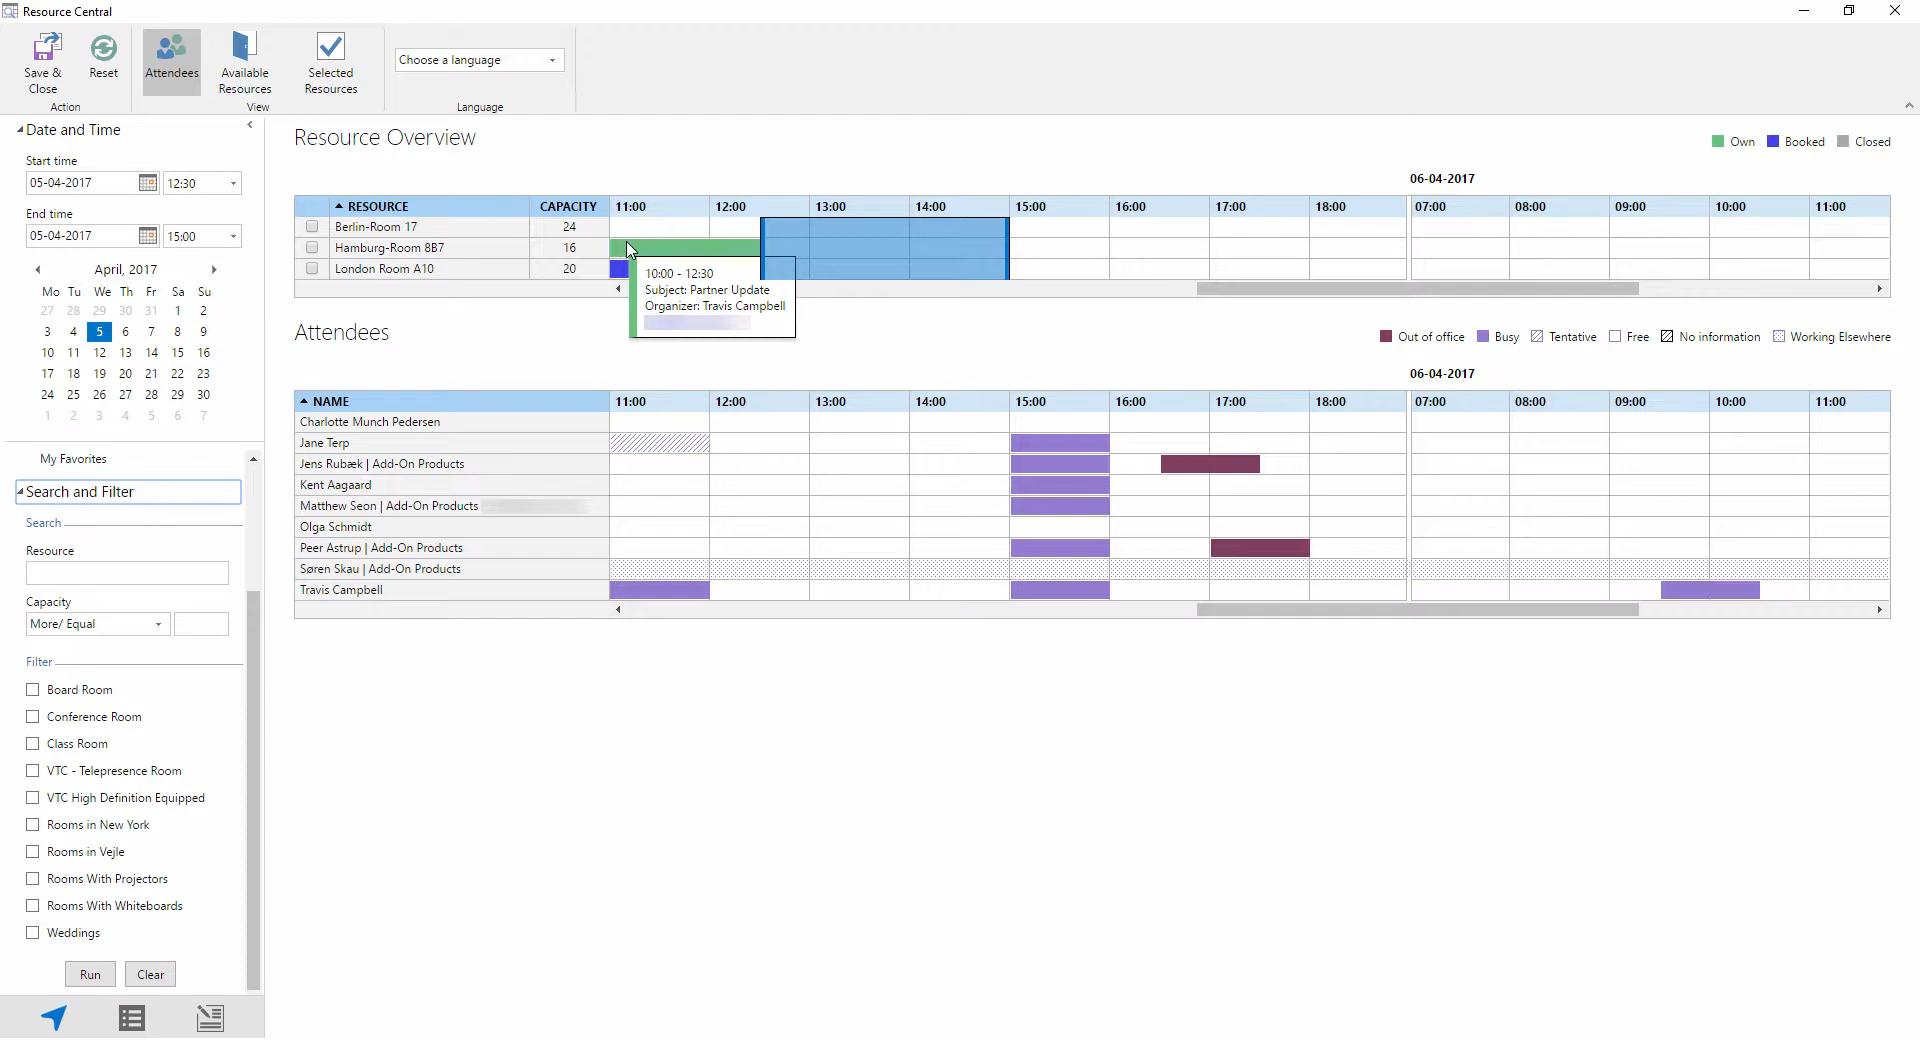 Resource Central
Save & Close
Reset
Attendees
Available Resources
Selected Resources
Choose a language
Action
View
Language
Date and Time
Start time
05-04-2017 12:30
End time
05-04-2017 15:00
April, 2017
Mo Tu We Th Fr Sa Su
27 28 29 30 31 1 2
3 4 5 6 7 8 9
10 11 12 13 14 15 16
17 18 19 20 21 22 23
24 25 26 27 28 29 30
1 2 3 4 5 6 7
My Favorites
Search and Filter
Search
Resource
Capacity
More/ Equal
Filter
Board Room
Conference Room
Class Room
VTC - Telepresence Room
VTC High Definition Equipped
Rooms in New York
Rooms in Vejle
Rooms With Projectors
Rooms With Whiteboards
Weddings
Run Clear
Resource Overview
Own Booked Closed
06-04-2017
RESOURCE CAPACITY 11:00 12:00 13:00 14:00 15:00 16:00 17:00 18:00 07:00 08:00 09:00 10:00 11:00
Berlin-Room 17 24
Hamburg-Room 8B7 16
London Room A10 20
10:00 - 12:30
Subject: Partner Update
Organizer: Travis Campbell
Attendees
Out of office Busy Tentative Free No information Working Elsewhere
06-04-2017
NAME 11:00 12:00 13:00 14:00 15:00 16:00 17:00 18:00 07:00 08:00 09:00 10:00 11:00
Charlotte Munch Pedersen
Jane Terp
Jens Rubæk | Add-On Products
Kent Aagaard
Matthew Seon | Add-On Products
Olga Schmidt
Peer Astrup | Add-On Products
Søren Skau | Add-On Products
Travis Campbell